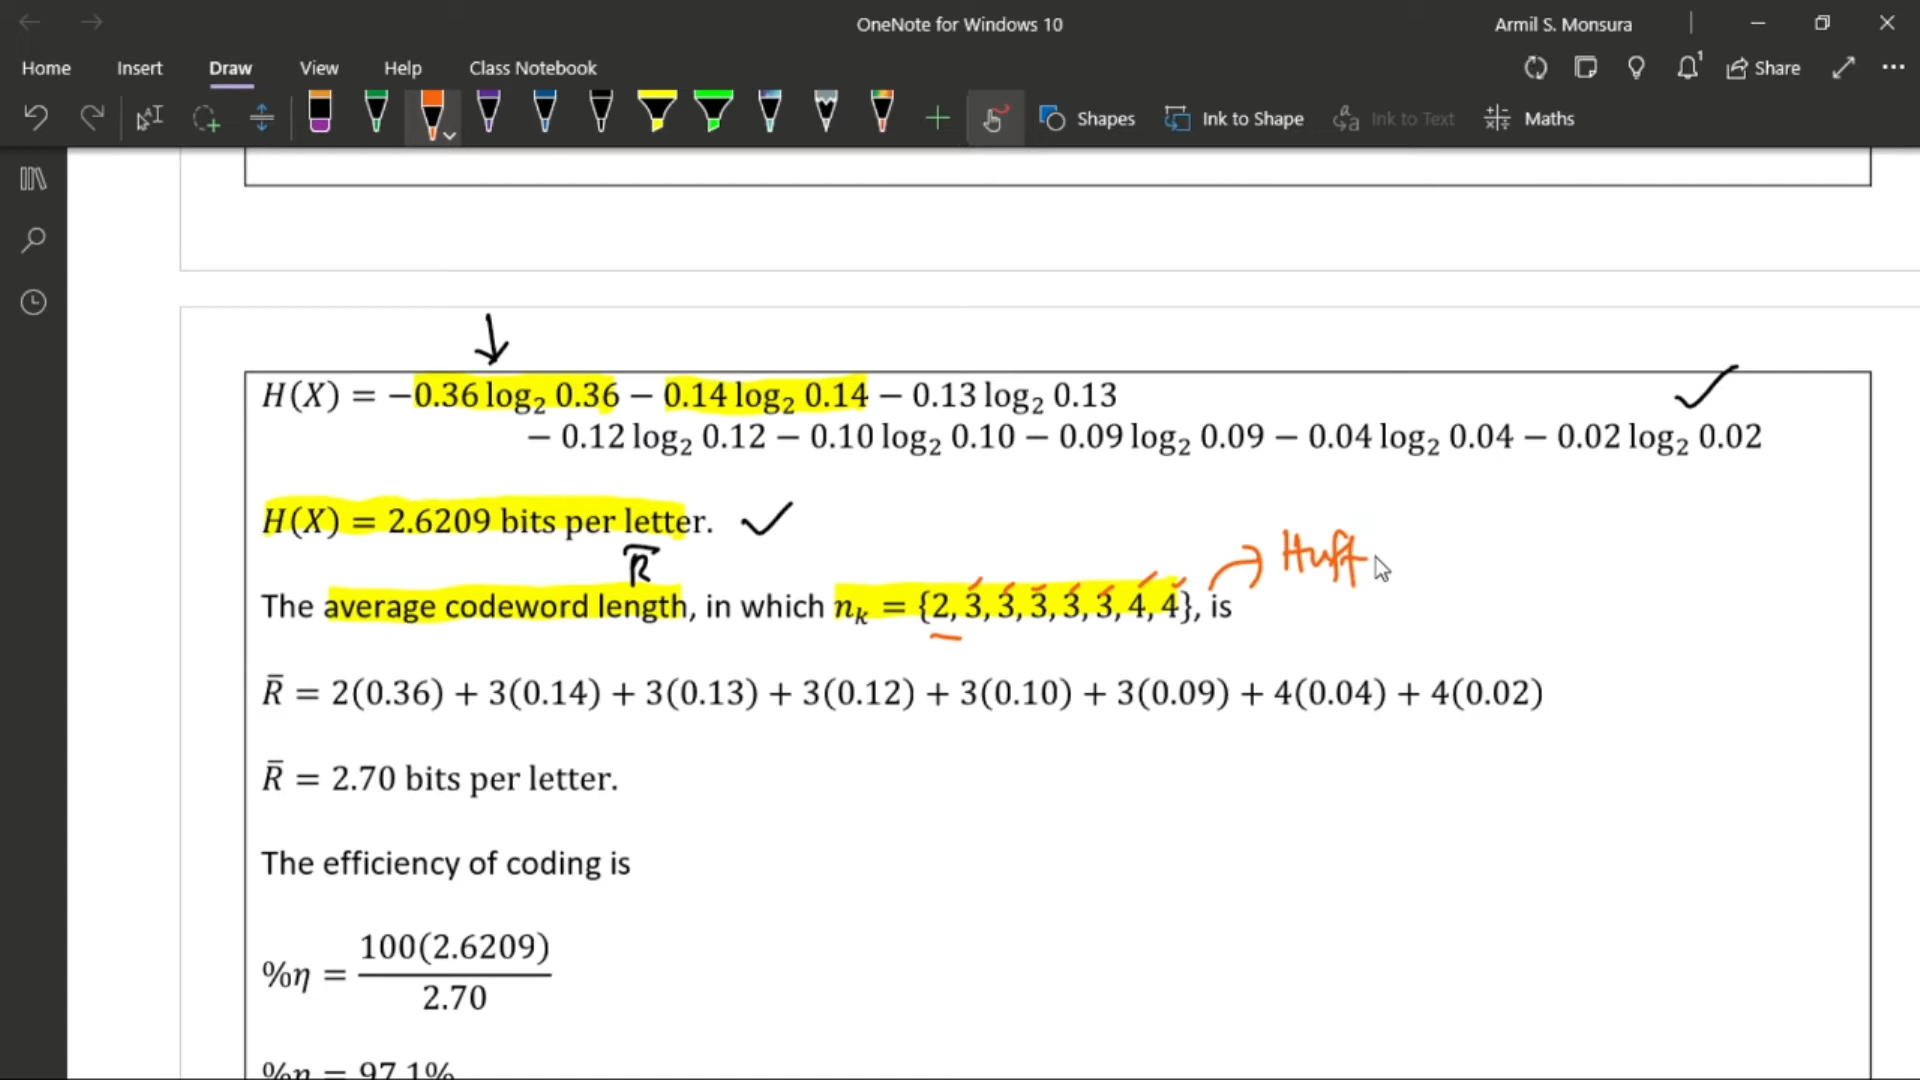 OneNote for Windows 10
Armil S. Monsura
Home Insert Draw View Help Class Notebook
Share
Shapes Ink to Shape Ink to Text Maths
H(X) = −0.36 log₂ 0.36 − 0.14 log₂ 0.14 − 0.13 log₂ 0.13
− 0.12 log₂ 0.12 − 0.10 log₂ 0.10 − 0.09 log₂ 0.09 − 0.04 log₂ 0.04 − 0.02 log₂ 0.02
H(X) = 2.6209 bits per letter.
R̅
Huff
The average codeword length, in which nₖ = {2, 3, 3, 3, 3, 3, 4, 4}, is
R̅ = 2(0.36) + 3(0.14) + 3(0.13) + 3(0.12) + 3(0.10) + 3(0.09) + 4(0.04) + 4(0.02)
R̅ = 2.70 bits per letter.
The efficiency of coding is
%η = 100(2.6209)
2.70
%η = 97.1%